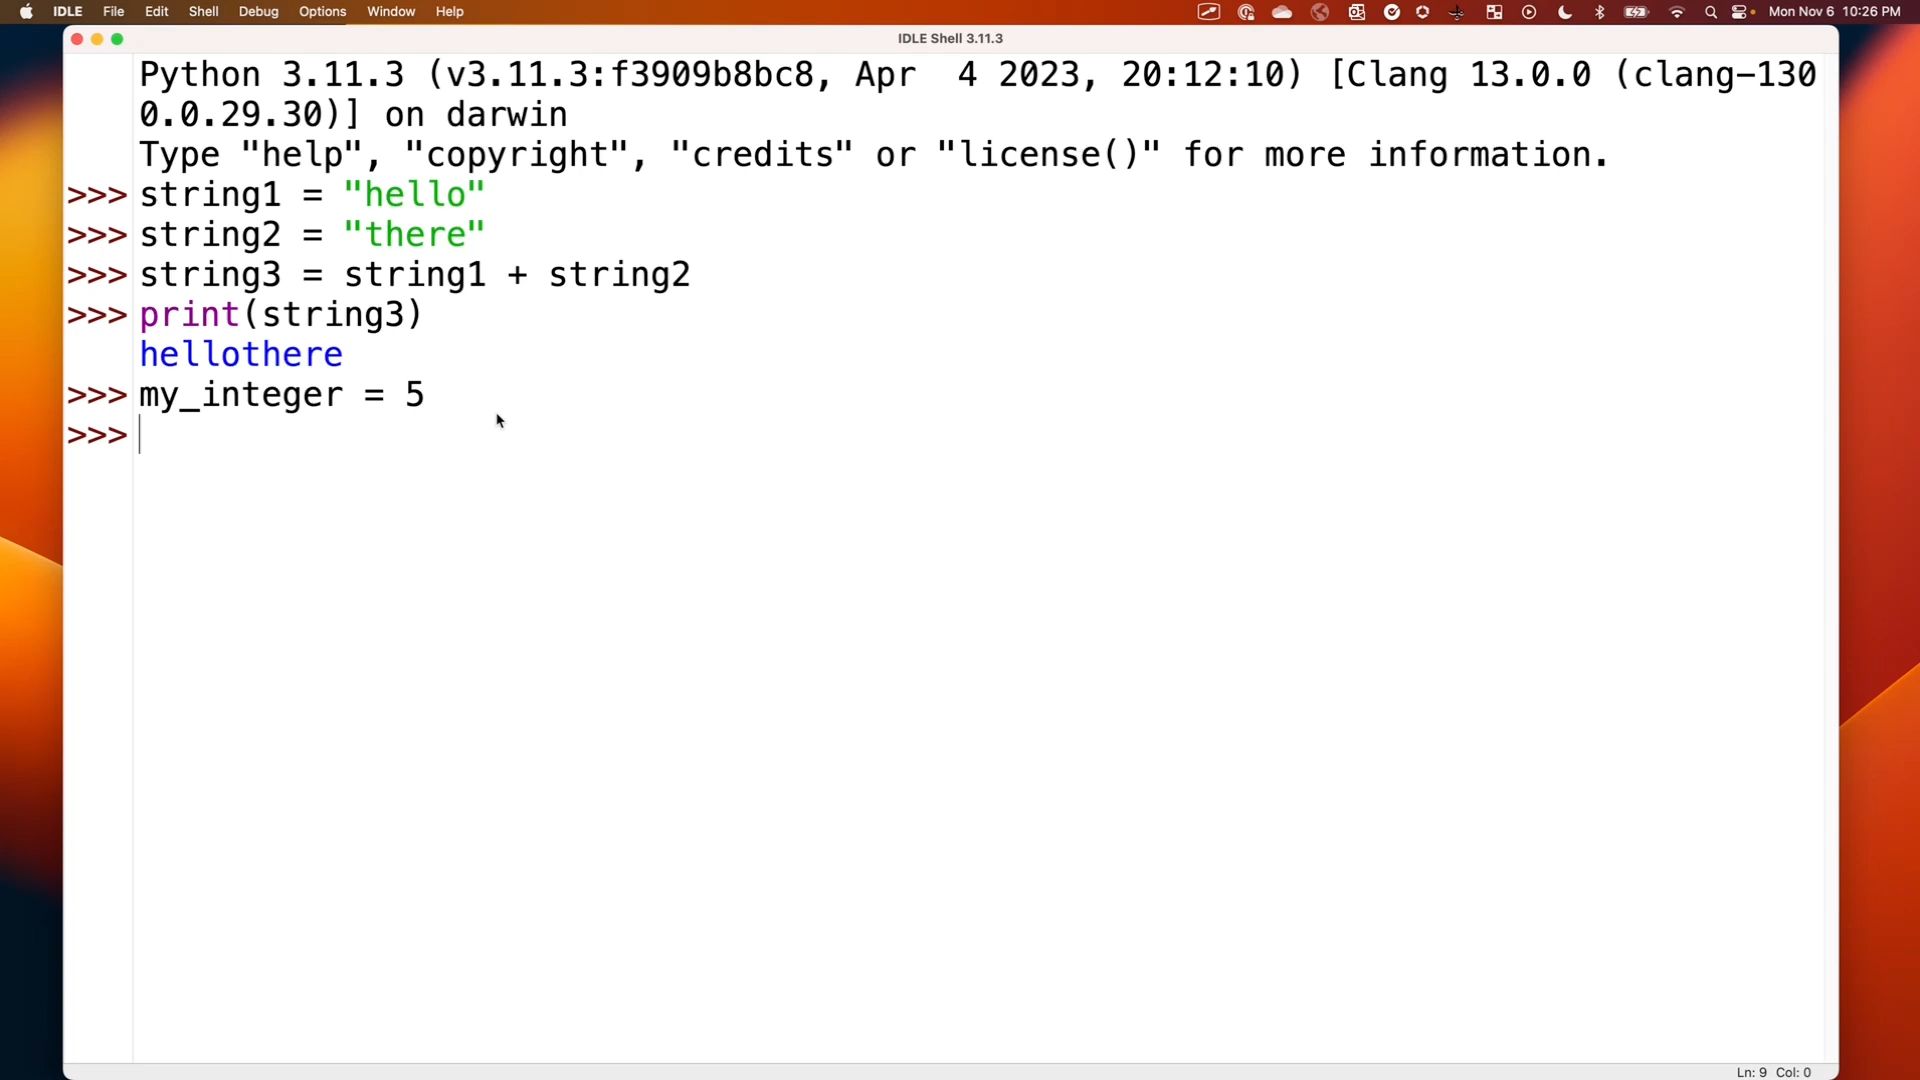 IDLE File Edit Shell Debug Options Window Help Mon Nov 6 10:26 PM
IDLE Shell 3.11.3
Python 3.11.3 (v3.11.3:f3909b8bc8, Apr  4 2023, 20:12:10) [Clang 13.0.0 (clang-130
0.0.29.30)] on darwin
Type "help", "copyright", "credits" or "license()" for more information.
>>> string1 = "hello"
>>> string2 = "there"
>>> string3 = string1 + string2
>>> print(string3)
hellothere
>>> my_integer = 5
>>>
Ln: 9 Col: 0